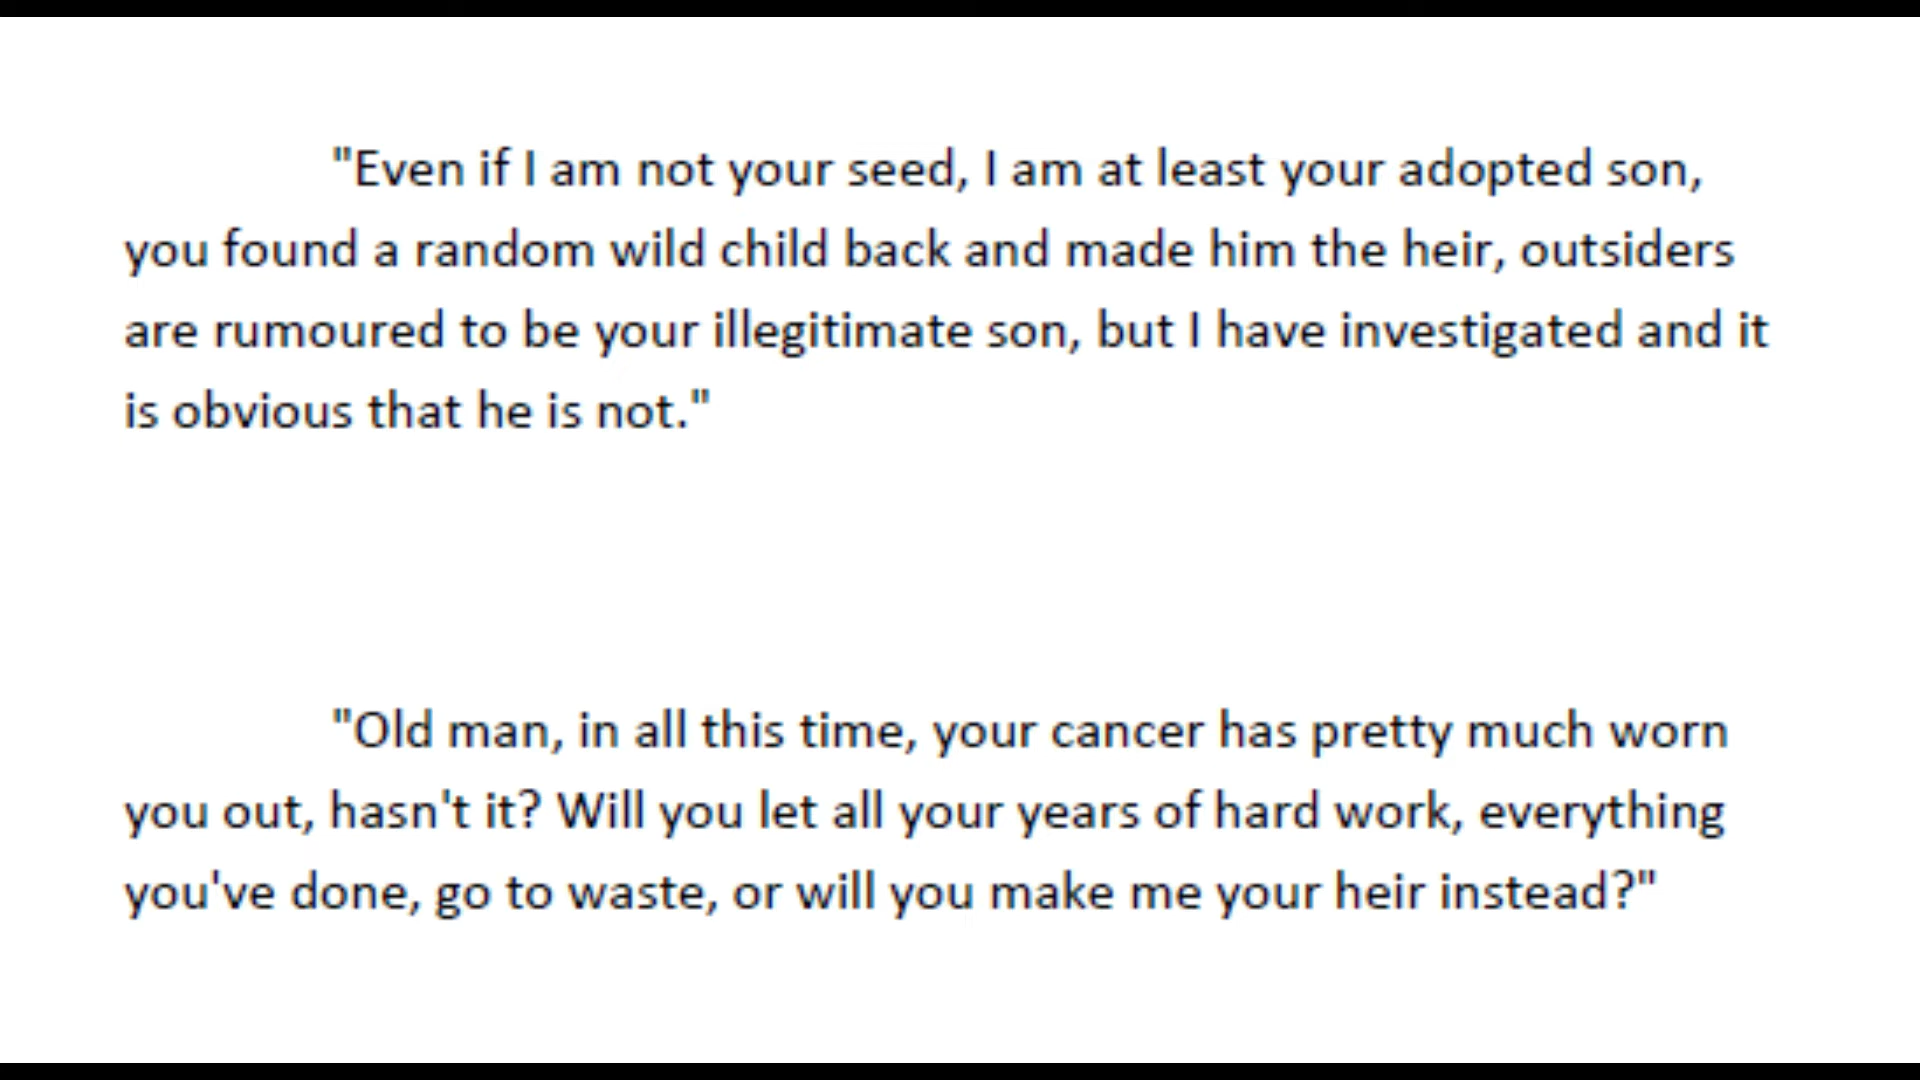 "Even if I am not your seed, I am at least your adopted son,
you found a random wild child back and made him the heir, outsiders
are rumoured to be your illegitimate son, but I have investigated and it
is obvious that he is not."
"Old man, in all this time, your cancer has pretty much worn
you out, hasn't it? Will you let all your years of hard work, everything
you've done, go to waste, or will you make me your heir instead?"